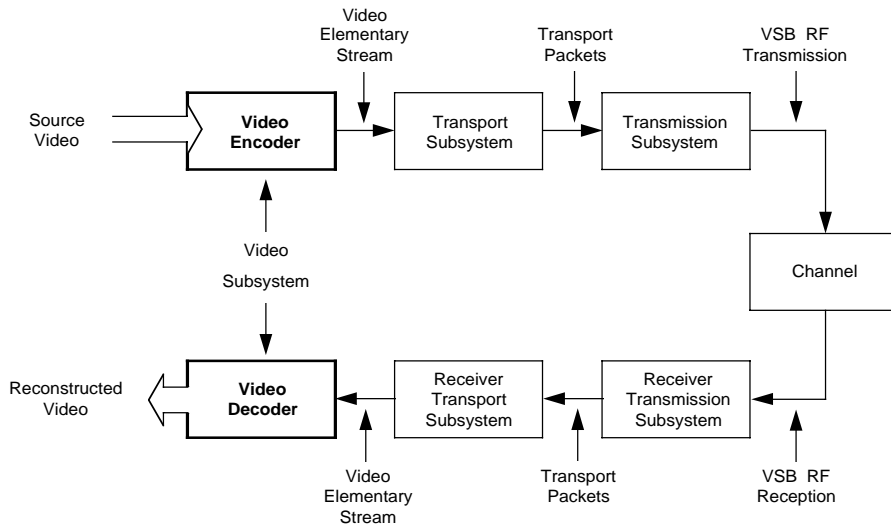 Video
Elementary
Stream
Transport
Packets
VSB RF
Transmission
Source
Video
Video
Encoder
Transport
Subsystem
Transmission
Subsystem
Video
Subsystem
Channel
Reconstructed
Video
Video
Decoder
Receiver
Transport
Subsystem
Receiver
Transmission
Subsystem
Video
Elementary
Stream
Transport
Packets
VSB RF
Reception